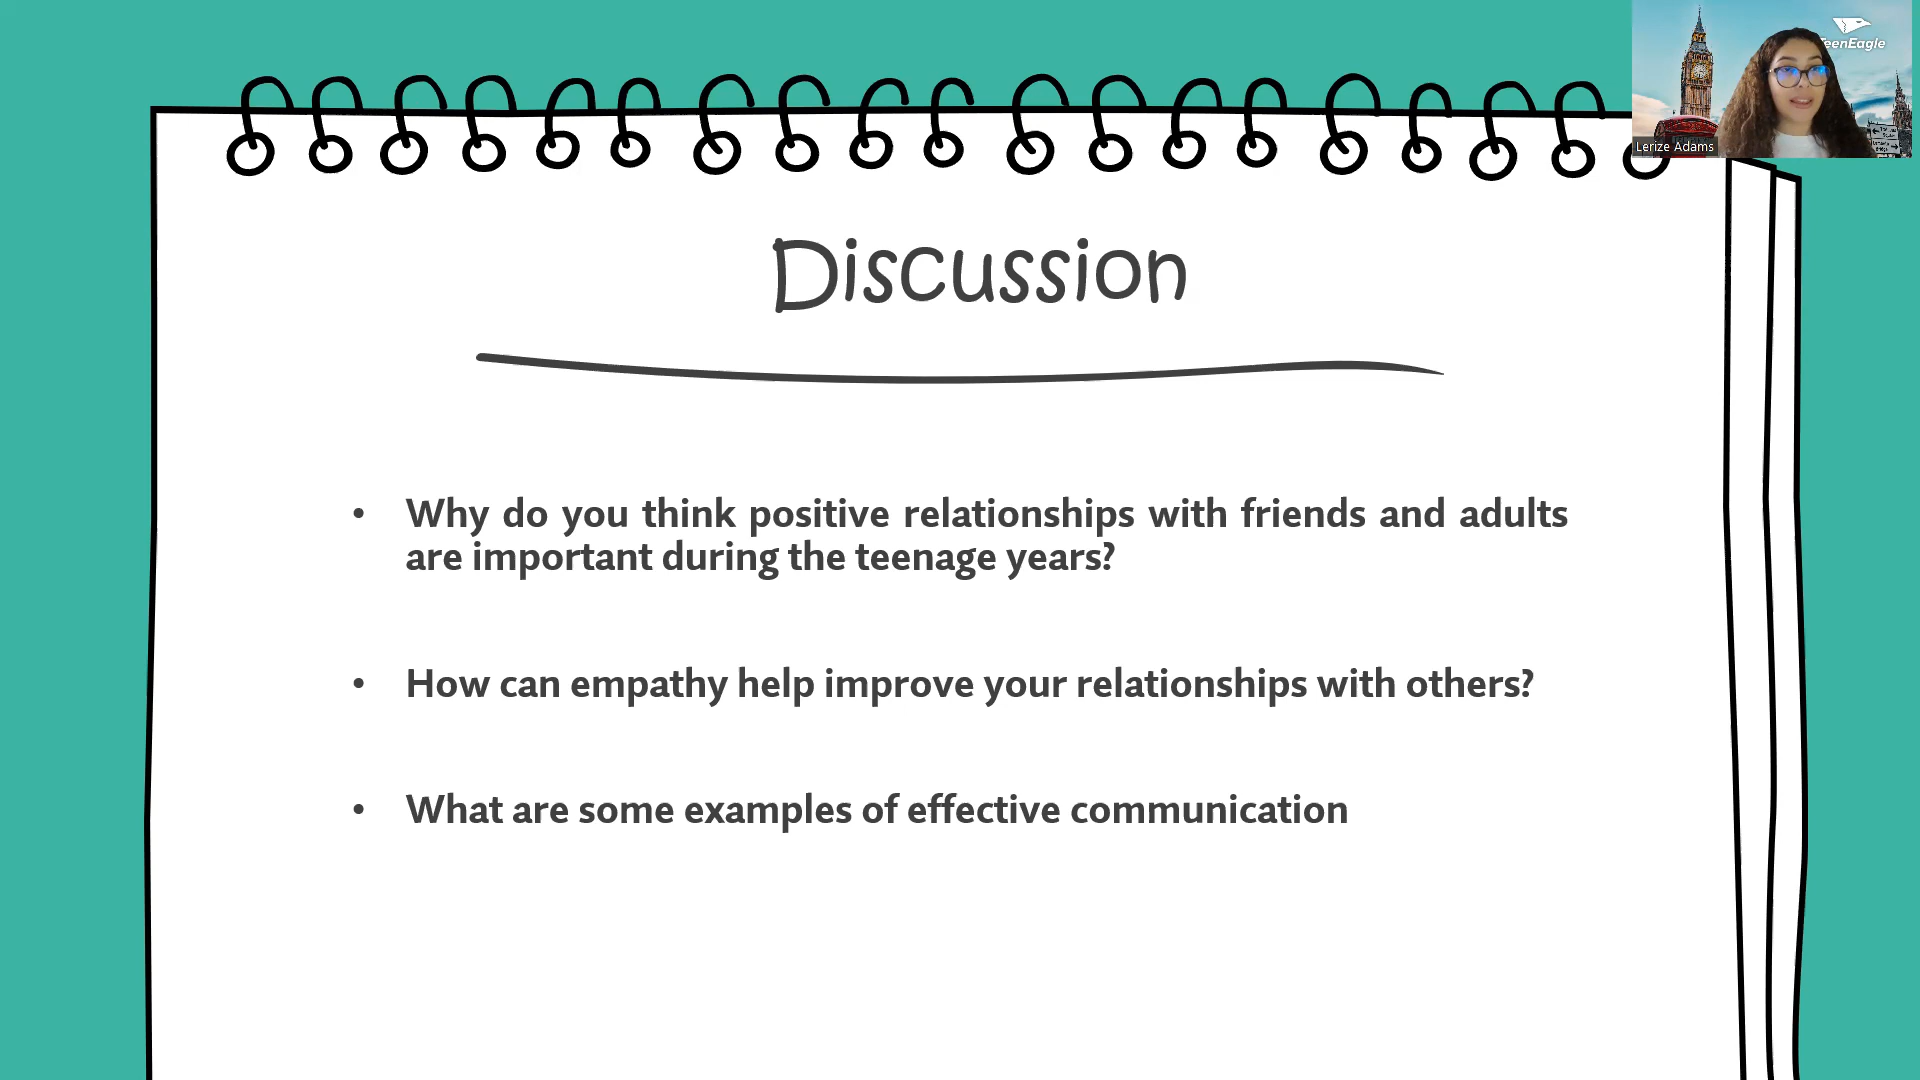 TeenEagle
Lerize Adams
Discussion
• Why do you think positive relationships with friends and adults
are important during the teenage years?
• How can empathy help improve your relationships with others?
• What are some examples of effective communication